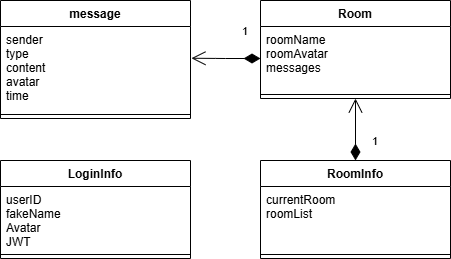 message
sender
type
content
avatar
time
1
Room
roomName
roomAvatar
messages
1
LoginInfo
userID
fakeName
Avatar
JWT
RoomInfo
currentRoom
roomList